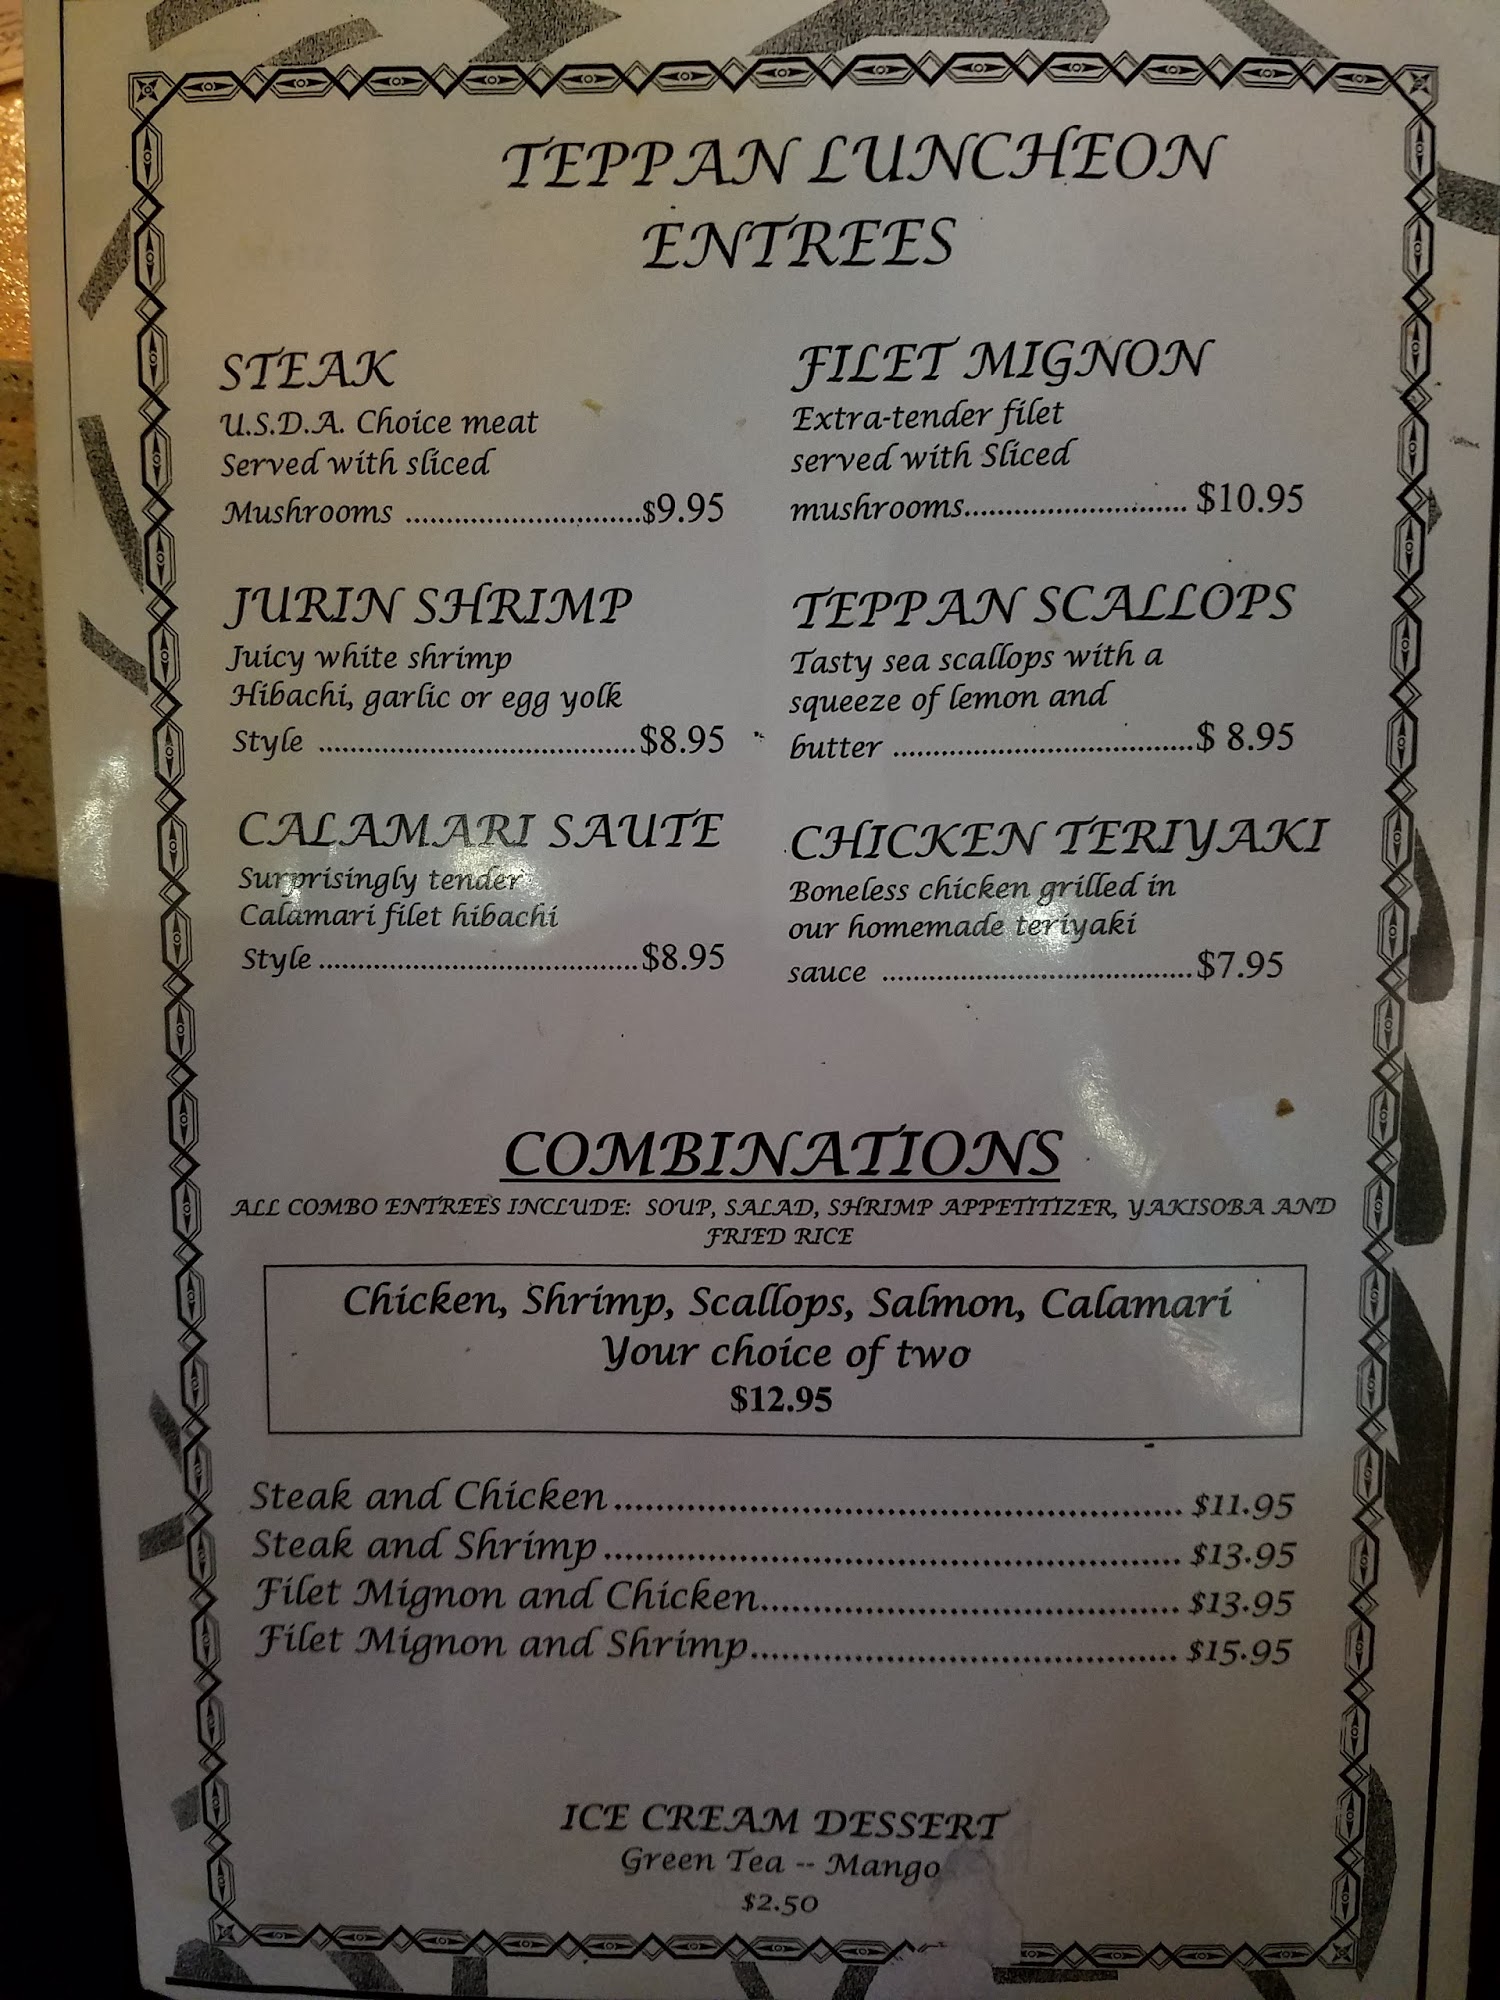 TEPPAN LUNCHEON
ENTREES
STEAK
U.S.D.A. Choice meat
Served with sliced
Mushrooms .............................$9.95
FILET MIGNON
Extra-tender filet
served with Sliced
mushrooms........................... $10.95
JURIN SHRIMP
Juicy white shrimp
Hibachi, garlic or egg yolk
Style .......................................$8.95
TEPPAN SCALLOPS
Tasty sea scallops with a
squeeze of lemon and
butter .....................................$ 8.95
CALAMARI SAUTE
Surprisingly tender
Calamari filet hibachi
Style .......................................$8.95
CHICKEN TERIYAKI
Boneless chicken grilled in
our homemade teriyaki
sauce ......................................$7.95
COMBINATIONS
ALL COMBO ENTREES INCLUDE: SOUP, SALAD, SHRIMP APPETITIZER, YAKISOBA AND
FRIED RICE
Chicken, Shrimp, Scallops, Salmon, Calamari
Your choice of two
$12.95
Steak and Chicken....................................................... $11.95
Steak and Shrimp........................................................ $13.95
Filet Mignon and Chicken........................................ $13.95
Filet Mignon and Shrimp......................................... $15.95
ICE CREAM DESSERT
Green Tea -- Mango
$2.50